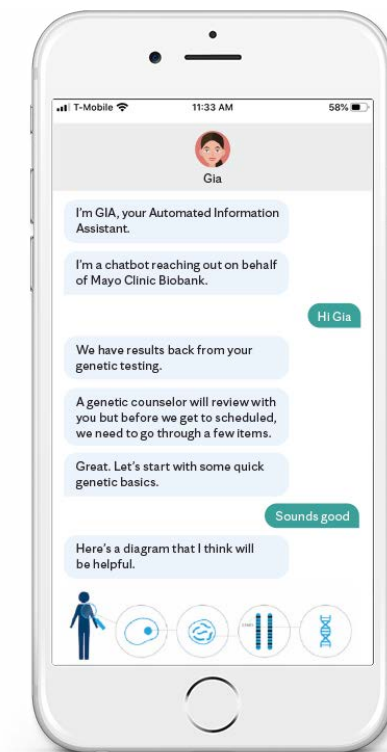 T-Mobile 11:33 AM 58%
Gia
I'm GIA, your Automated Information
Assistant.
I'm a chatbot reaching out on behalf
of Mayo Clinic Biobank.
Hi Gia
We have results back from your
genetic testing.
A genetic counselor will review with
you but before we get to scheduled,
we need to go through a few items.
Great. Let's start with some quick
genetic basics.
Sounds good
Here's a diagram that I think will
be helpful.